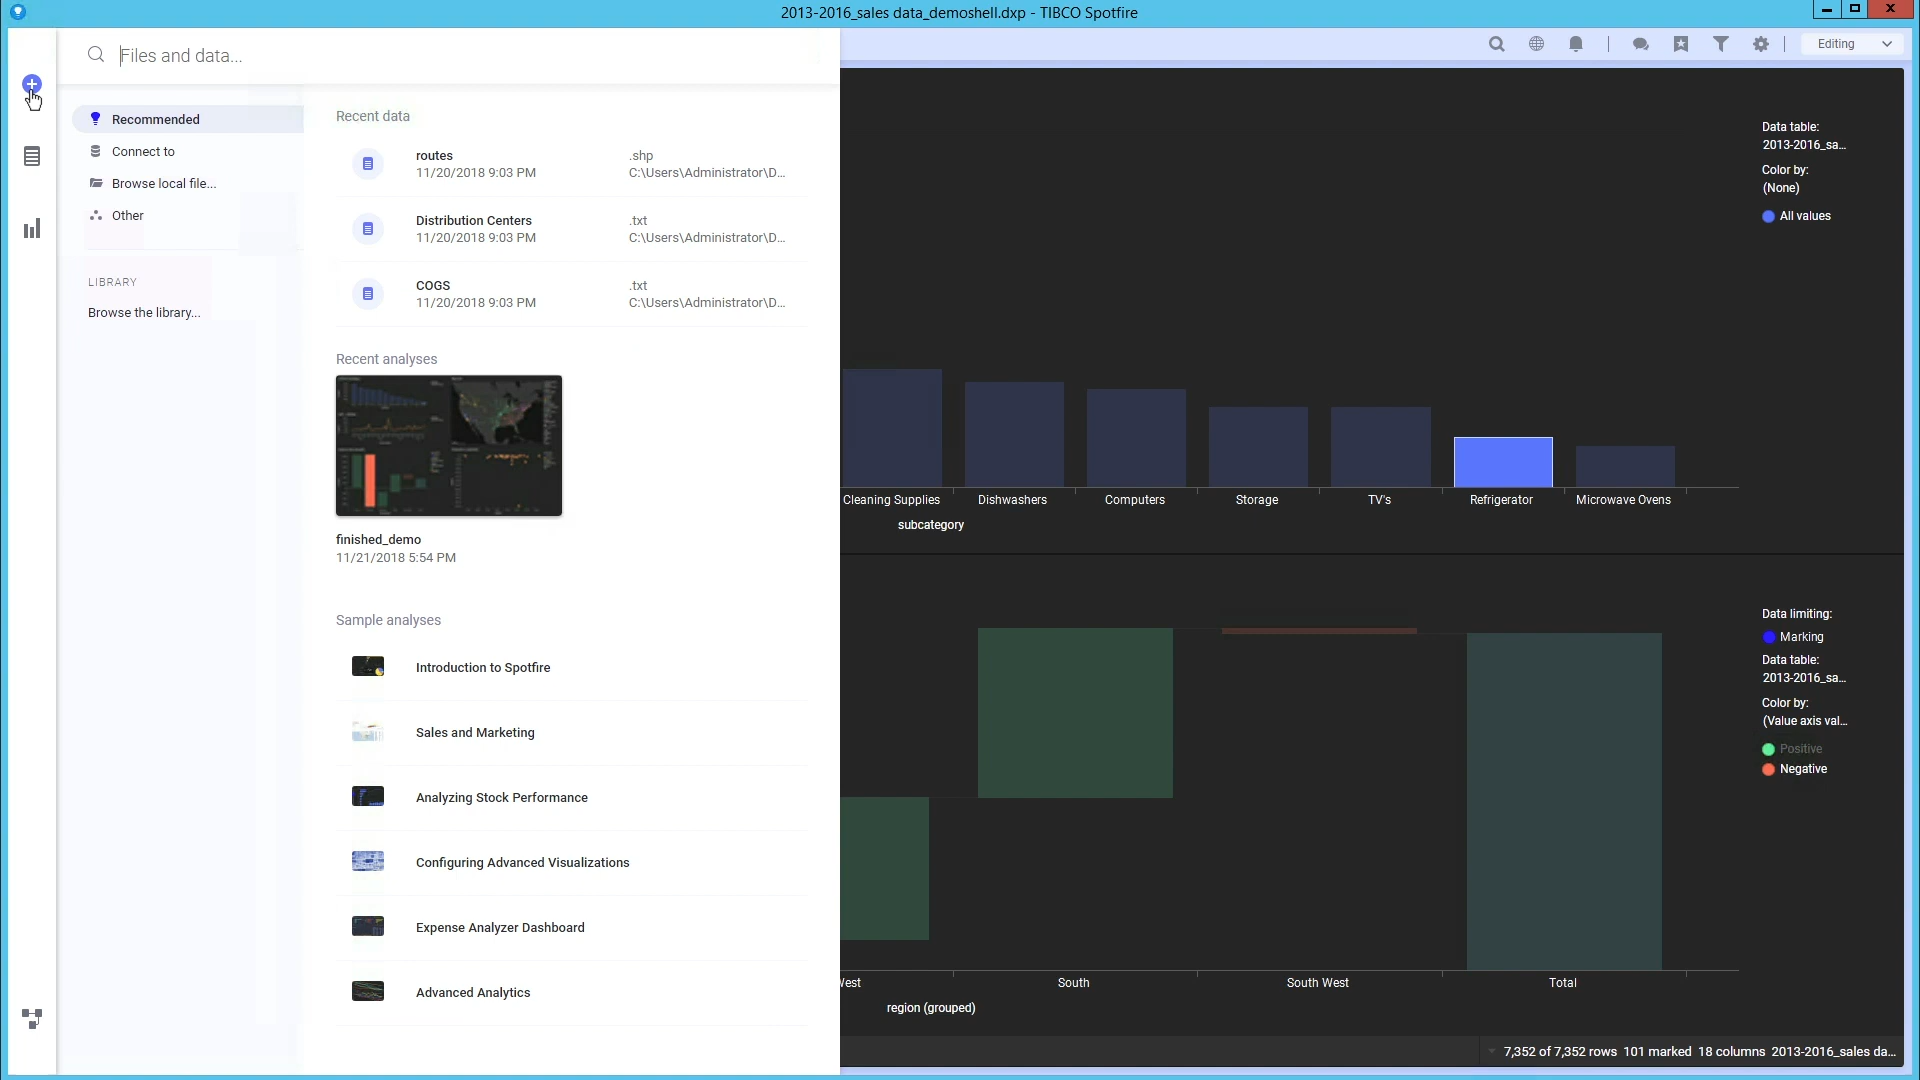 2013-2016_sales data_demoshell.dxp - TIBCO Spotfire
Files and data...
Editing
Recommended
Connect to
Browse local file...
Other
LIBRARY
Browse the library...
Recent data
routes
.shp
11/20/2018 9:03 PM
C:\Users\Administrator\D...
Distribution Centers
.txt
11/20/2018 9:03 PM
C:\Users\Administrator\D...
COGS
.txt
11/20/2018 9:03 PM
C:\Users\Administrator\D...
Recent analyses
finished_demo
11/21/2018 5:54 PM
Sample analyses
Introduction to Spotfire
Sales and Marketing
Analyzing Stock Performance
Configuring Advanced Visualizations
Expense Analyzer Dashboard
Advanced Analytics
Data table:
2013-2016_sa...
Color by:
(None)
All values
Cleaning Supplies
Dishwashers
Computers
Storage
TV's
Refrigerator
Microwave Ovens
subcategory
Data limiting:
Marking
Data table:
2013-2016_sa...
Color by:
(Value axis val...
Positive
Negative
South
South West
Total
region (grouped)
7,352 of 7,352 rows 101 marked 18 columns 2013-2016_sales da...